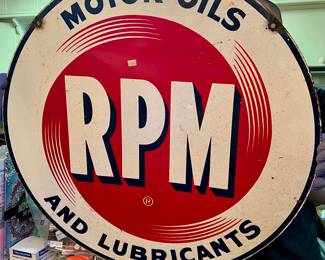 MOTOR OILS
RPM
®
AND LUBRICANTS